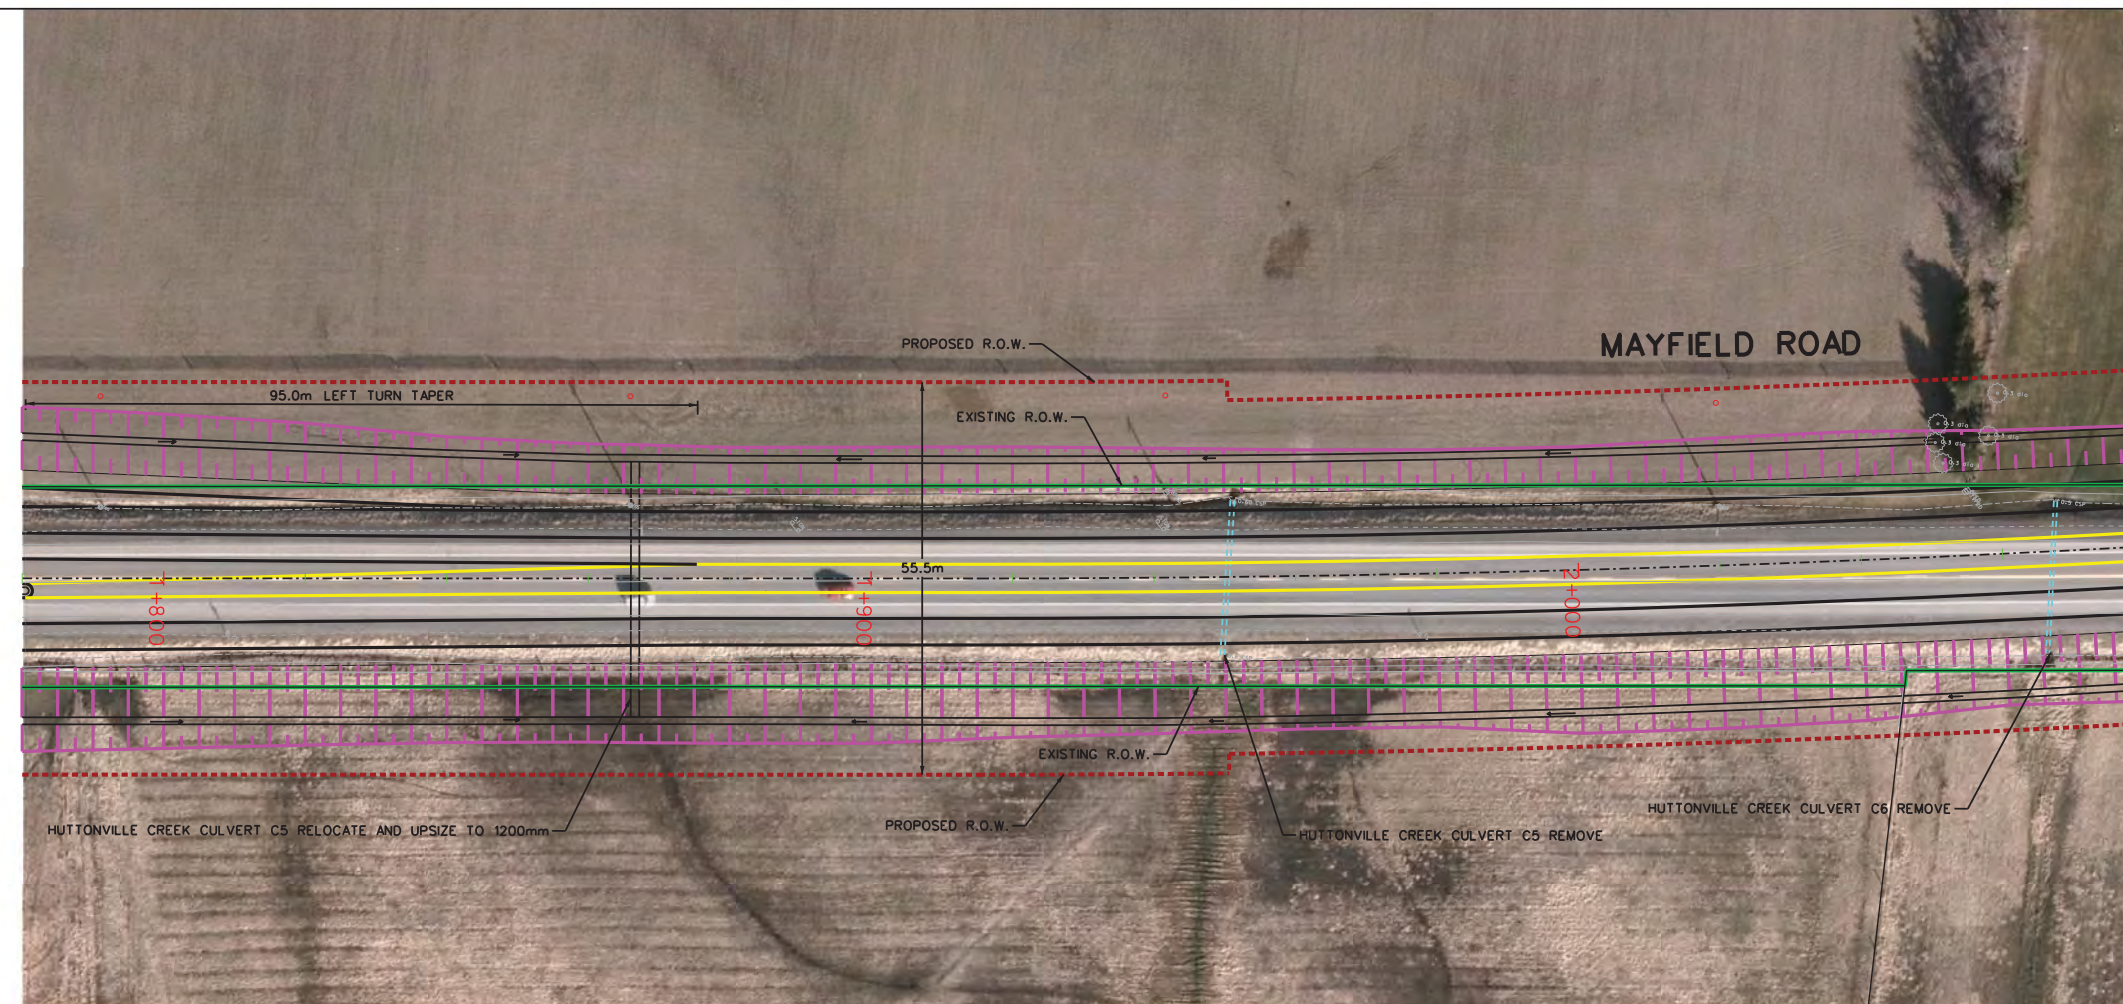 MAYFIELD ROAD
PROPOSED R.O.W.
95.0m LEFT TURN TAPER
EXISTING R.O.W.
55.5m
1+800
1+900
2+000
EXISTING R.O.W.
HUTTONVILLE CREEK CULVERT C6 REMOVE
PROPOSED R.O.W.
HUTTONVILLE CREEK CULVERT C5 RELOCATE AND UPSIZE TO 1200mm
HUTTONVILLE CREEK CULVERT C5 REMOVE